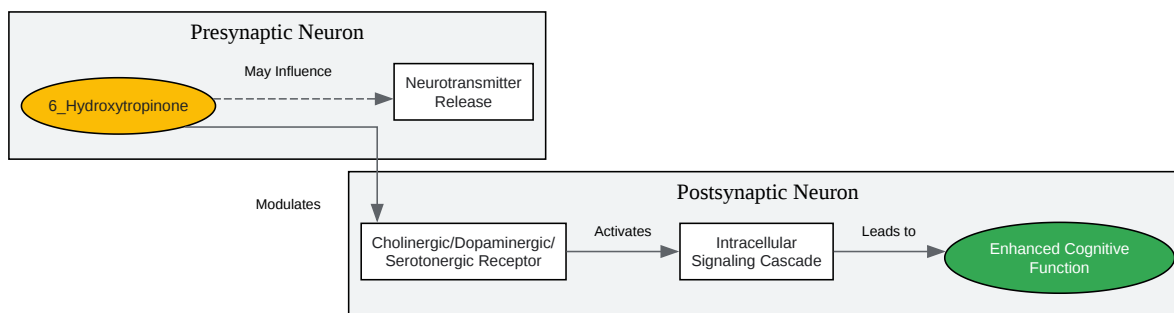 Presynaptic Neuron
May Influence
Neurotransmitter
Release
6_Hydroxytropinone
Modulates
Postsynaptic Neuron
Cholinergic/Dopaminergic/
Serotonergic Receptor
Activates
Intracellular
Signaling Cascade
Leads to
Enhanced Cognitive
Function